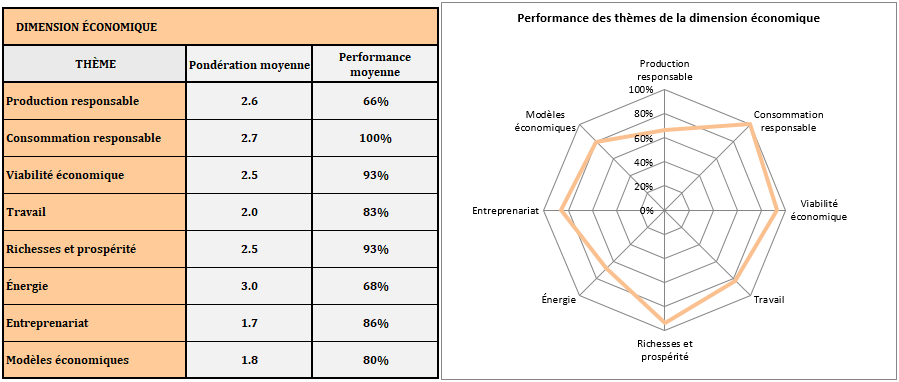 DIMENSION ÉCONOMIQUE
THÈME Pondération moyenne Performance moyenne
Production responsable 2.6 66%
Consommation responsable 2.7 100%
Viabilité économique 2.5 93%
Travail 2.0 83%
Richesses et prospérité 2.5 93%
Énergie 3.0 68%
Entreprenariat 1.7 86%
Modèles économiques 1.8 80%
Performance des thèmes de la dimension économique
Production
responsable
100%
80%
60%
40%
20%
0%
Consommation
responsable
Viabilité
économique
Travail
Richesses et
prospérité
Énergie
Entreprenariat
Modèles
économiques